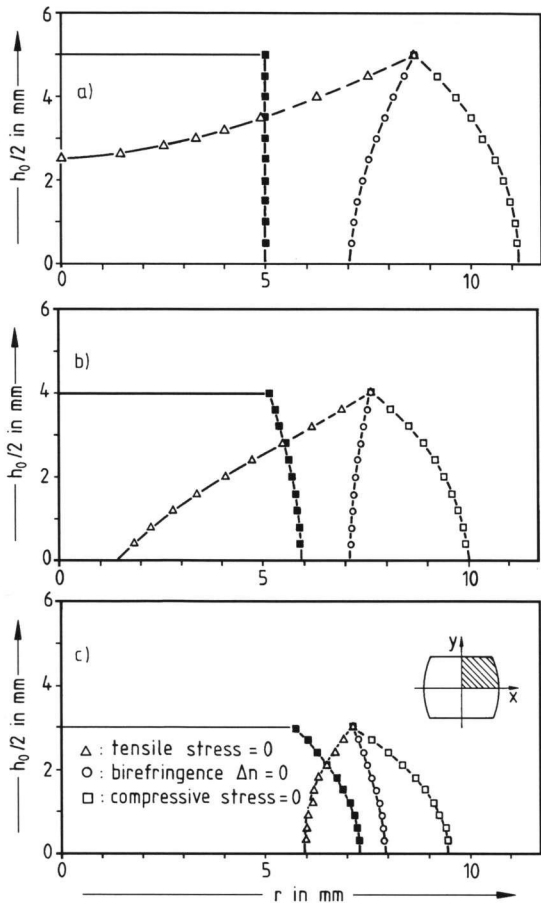 6
4
2
0
h₀/2 in mm
a)
0
5
10
6
4
2
0
h₀/2 in mm
b)
0
5
10
6
4
2
0
h₀/2 in mm
c)
y
x
△ : tensile stress = 0
○ : birefringence Δn = 0
□ : compressive stress = 0
0
5
10
r in mm